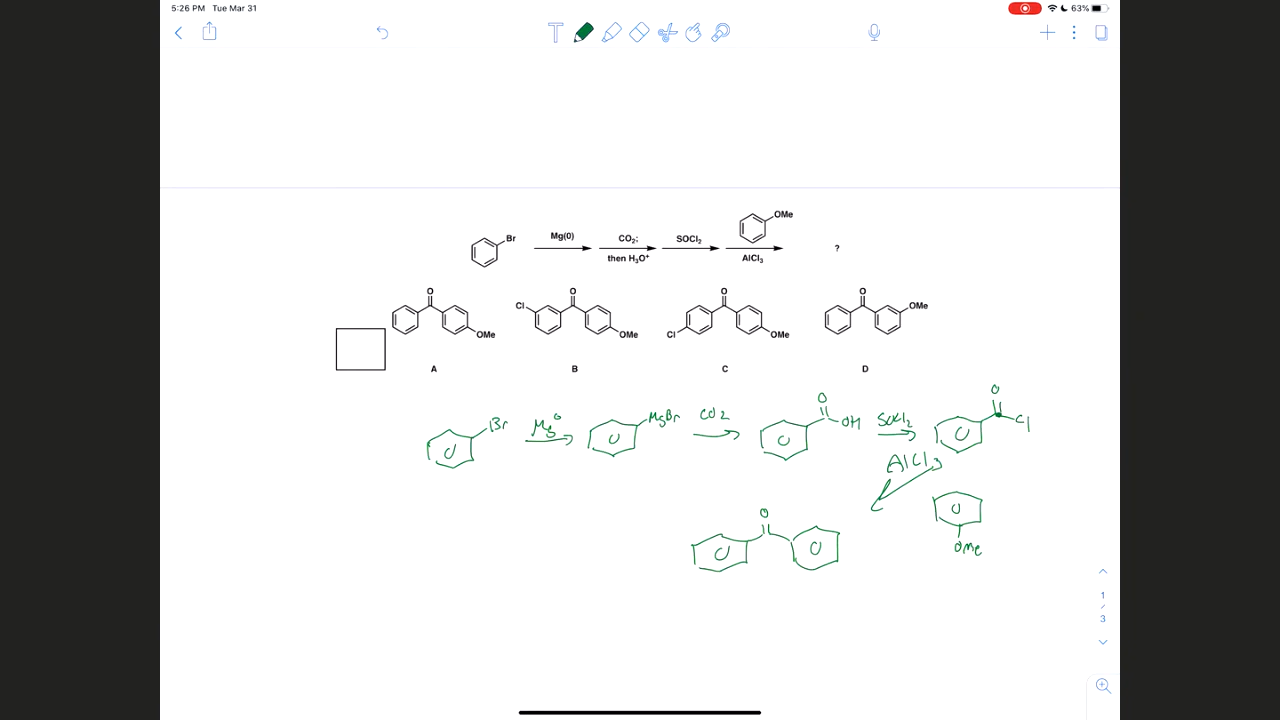 5:26 PM Tue Mar 31
63%
T
OMe
Br
Mg(0)
CO₂;
SOCl₂
?
then H₃O⁺
AlCl₃
O
O
O
O
Cl
OMe
OMe
OMe
Cl
OMe
A
B
C
D
Br
Mg⁰
MgBr
CO2
O
OH
SOCl2
O
Cl
AlCl3
O
OMe
1
/
3